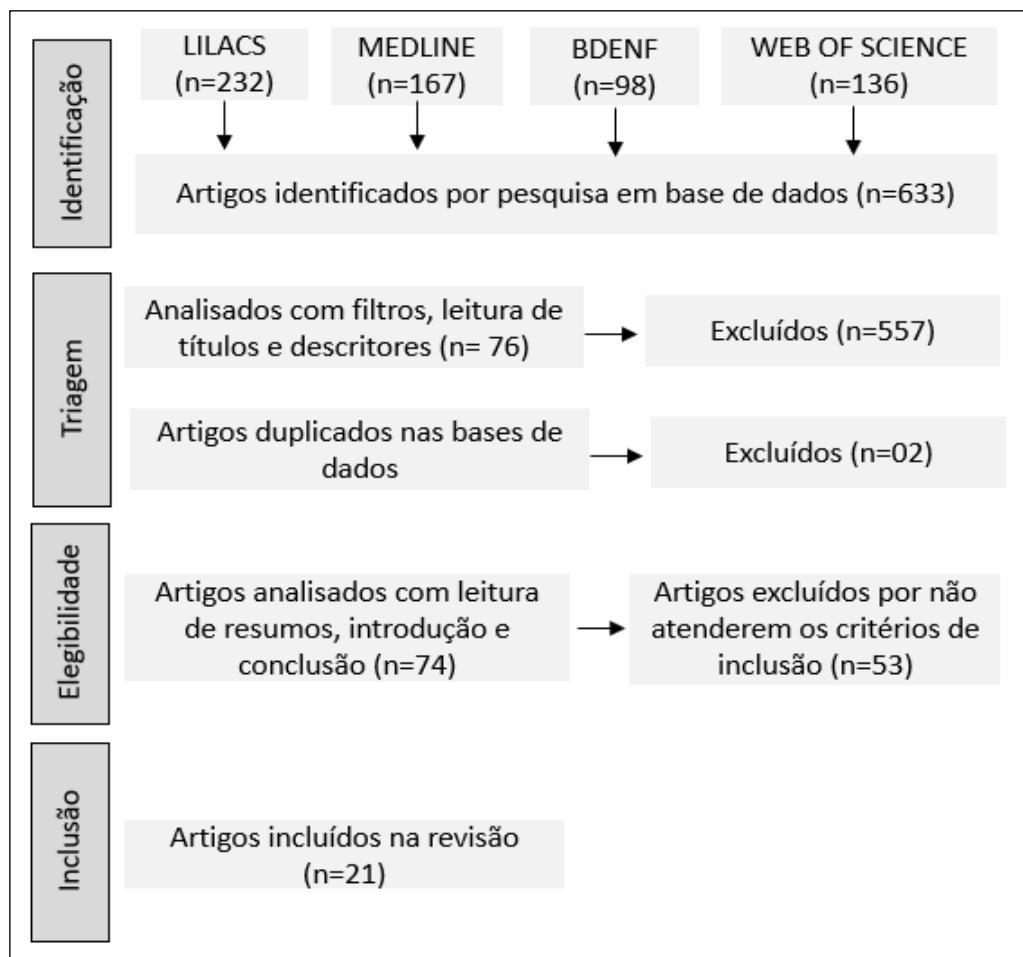 Identificação
LILACS
(n=232)
MEDLINE
(n=167)
BDENF
(n=98)
WEB OF SCIENCE
(n=136)
Artigos identificados por pesquisa em base de dados (n=633)
Triagem
Analisados com filtros, leitura de
títulos e descritores (n= 76)
Excluídos (n=557)
Artigos duplicados nas bases de
dados
Excluídos (n=02)
Elegibilidade
Artigos analisados com leitura
de resumos, introdução e
conclusão (n=74)
Artigos excluídos por não
atenderem os critérios de
inclusão (n=53)
Inclusão
Artigos incluídos na revisão
(n=21)